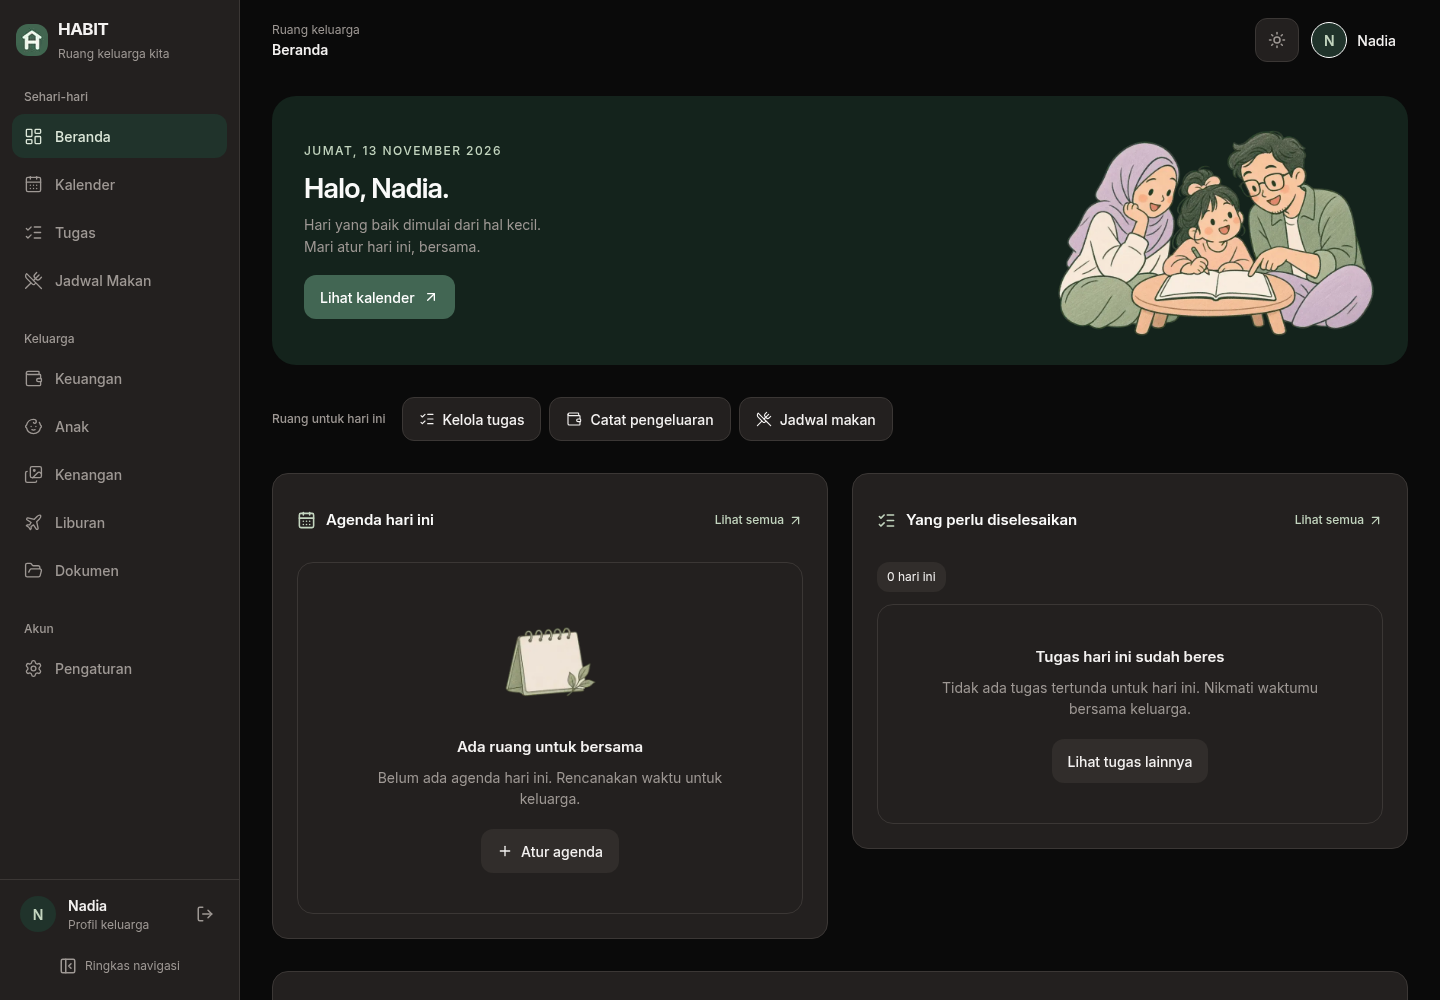 HABIT
Ruang keluarga kita
Sehari-hari
Beranda
Kalender
Tugas
Jadwal Makan
Keluarga
Keuangan
Anak
Kenangan
Liburan
Dokumen
Akun
Pengaturan
N
Nadia
Profil keluarga
Ringkas navigasi
Ruang keluarga
Beranda
N
Nadia
JUMAT, 13 NOVEMBER 2026
Halo, Nadia.
Hari yang baik dimulai dari hal kecil.
Mari atur hari ini, bersama.
Lihat kalender
Ruang untuk hari ini
Kelola tugas
Catat pengeluaran
Jadwal makan
Agenda hari ini
Lihat semua
Ada ruang untuk bersama
Belum ada agenda hari ini. Rencanakan waktu untuk
keluarga.
Atur agenda
Yang perlu diselesaikan
Lihat semua
0 hari ini
Tugas hari ini sudah beres
Tidak ada tugas tertunda untuk hari ini. Nikmati waktumu
bersama keluarga.
Lihat tugas lainnya